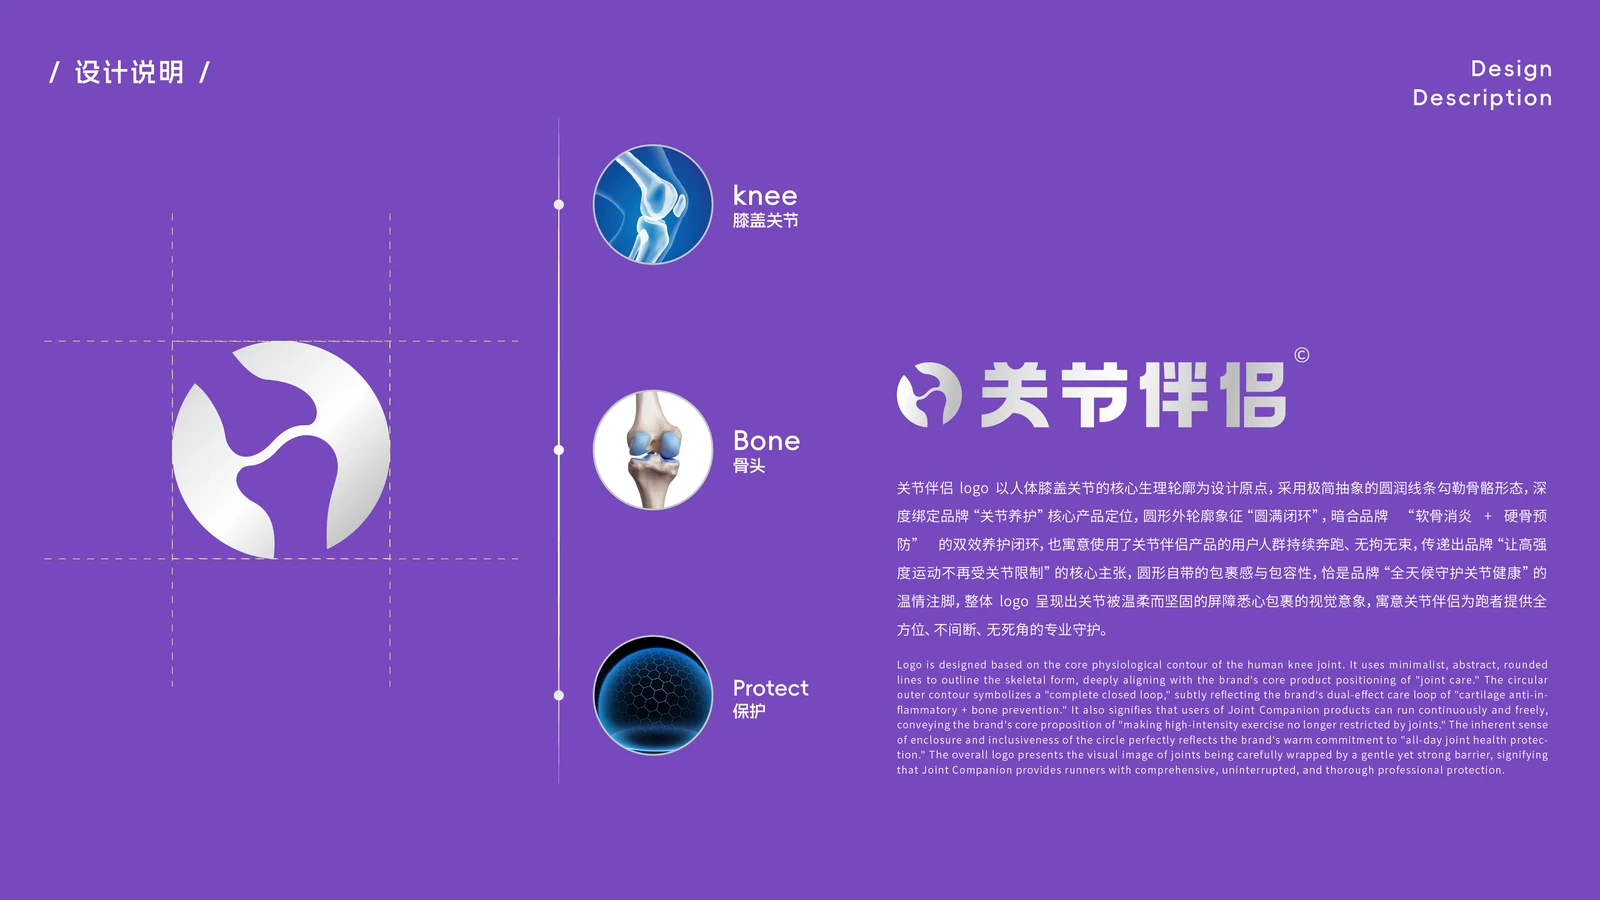 / 设计说明 /
Design
Description
knee
膝盖关节
Bone
骨头
Protect
保护
关节伴侣©
关节伴侣 logo 以人体膝盖关节的核心生理轮廓为设计原点，采用极简抽象的圆润线条勾勒骨骼形态，深
度绑定品牌“关节养护”核心产品定位，圆形外轮廓象征“圆满闭环”，暗合品牌 “软骨消炎 + 硬骨预
防” 的双效养护闭环，也寓意使用了关节伴侣产品的用户人群持续奔跑、无拘无束，传递出品牌“让高强
度运动不再受关节限制”的核心主张，圆形自带的包裹感与包容性，恰是品牌“全天候守护关节健康”的
温情注脚，整体 logo 呈现出关节被温柔而坚固的屏障悉心包裹的视觉意象，寓意关节伴侣为跑者提供全
方位、不间断、无死角的专业守护。
Logo is designed based on the core physiological contour of the human knee joint. It uses minimalist, abstract, rounded
lines to outline the skeletal form, deeply aligning with the brand's core product positioning of "joint care." The circular
outer contour symbolizes a "complete closed loop," subtly reflecting the brand's dual-effect care loop of "cartilage anti-in-
flammatory + bone prevention." It also signifies that users of Joint Companion products can run continuously and freely,
conveying the brand's core proposition of "making high-intensity exercise no longer restricted by joints." The inherent sense
of enclosure and inclusiveness of the circle perfectly reflects the brand's warm commitment to "all-day joint health protec-
tion." The overall logo presents the visual image of joints being carefully wrapped by a gentle yet strong barrier, signifying
that Joint Companion provides runners with comprehensive, uninterrupted, and thorough professional protection.